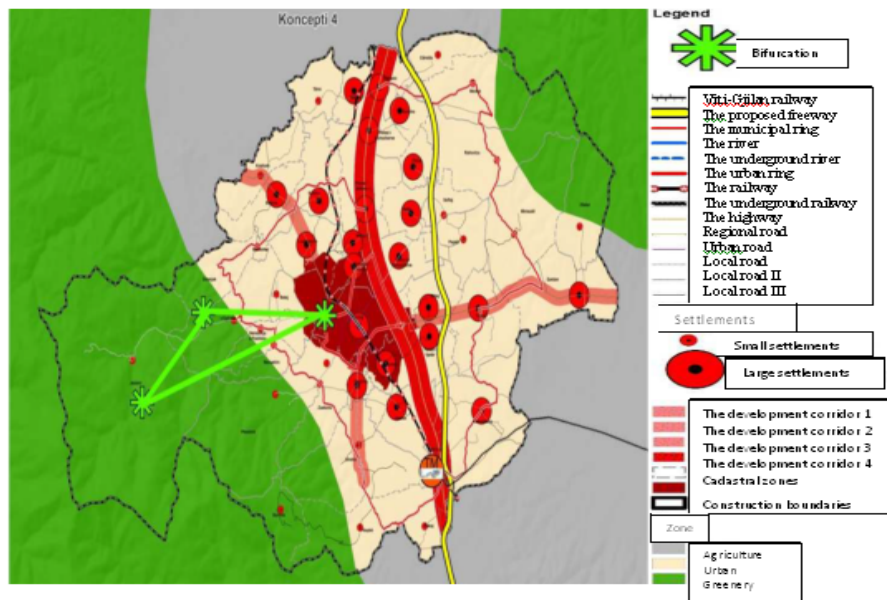 Koncepti 4
Legend
Bifurcation
Viti-Gjilan railway
The proposed freeway
The municipal ring
The river
The underground river
The urban ring
The railway
The underground railway
The highway
Regional road
Urban road
Local road
Local road II
Local road III
Settlements
Small settlements
Large settlements
The development corridor 1
The development corridor 2
The development corridor 3
The development corridor 4
Cadastral zones
Construction boundaries
Zone
Agriculture
Urban
Greenery